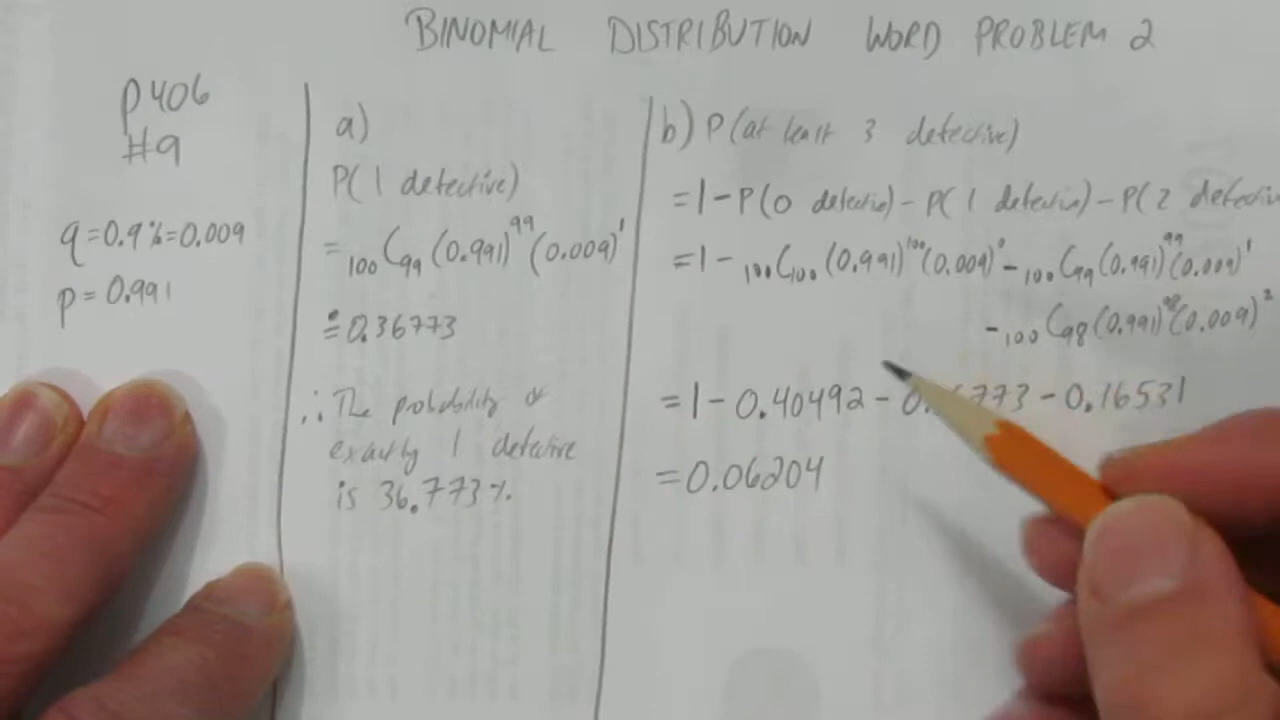 BINOMIAL DISTRIBUTION WORD PROBLEM 2
p406
#9
q=0.9%=0.009
p=0.991
a)
P(1 defective)
=₁₀₀C₉₉(0.991)⁹⁹(0.009)¹
≐0.36773
∴ The probability of
exactly 1 defective
is 36.773%.
b) P(at least 3 defective)
=1-P(0 defective)-P(1 defective)-P(2 defective
=1-₁₀₀C₁₀₀(0.991)¹⁰⁰(0.009)⁰-₁₀₀C₉₉(0.991)⁹⁹(0.009)¹
-₁₀₀C₉₈(0.991)⁹⁸(0.009)²
=1-0.40492- -0.16531
=0.06204